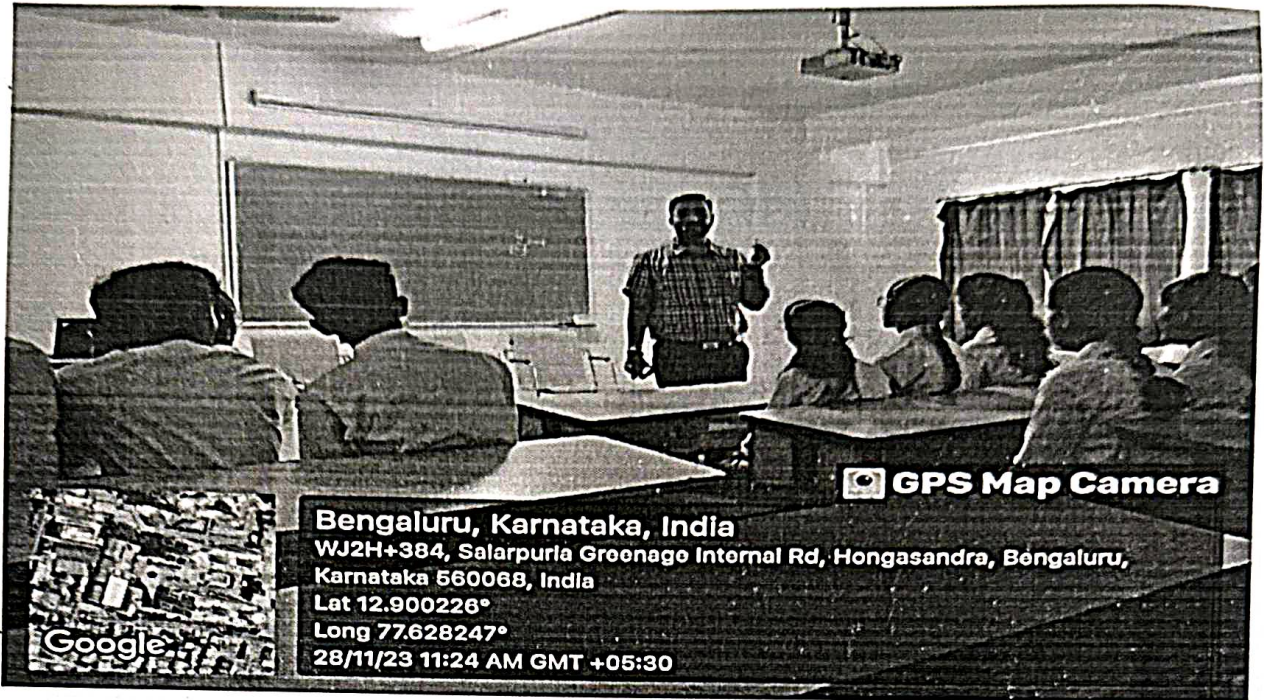 GPS Map Camera
Bengaluru, Karnataka, India
WJ2H+384, Salarpuria Greenage Internal Rd, Hongasandra, Bengaluru,
Karnataka 560068, India
Lat 12.900226°
Long 77.628247°
28/11/23 11:24 AM GMT +05:30
Google